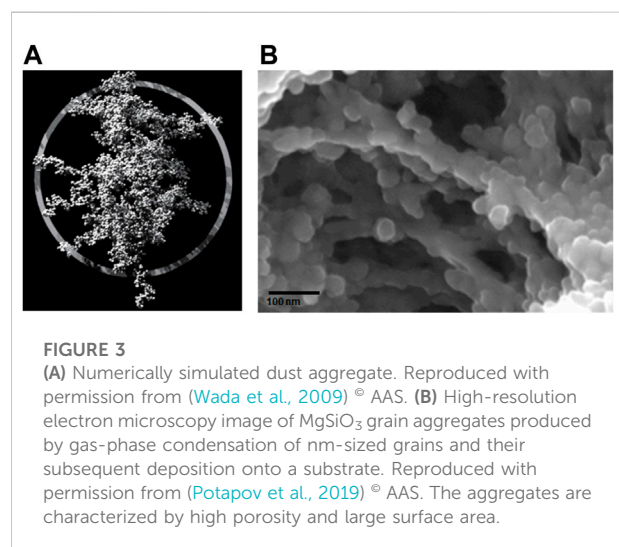 A
B
100 nm
FIGURE 3
(A) Numerically simulated dust aggregate. Reproduced with
permission from (Wada et al., 2009) © AAS. (B) High-resolution
electron microscopy image of MgSiO₃ grain aggregates produced
by gas-phase condensation of nm-sized grains and their
subsequent deposition onto a substrate. Reproduced with
permission from (Potapov et al., 2019) © AAS. The aggregates are
characterized by high porosity and large surface area.